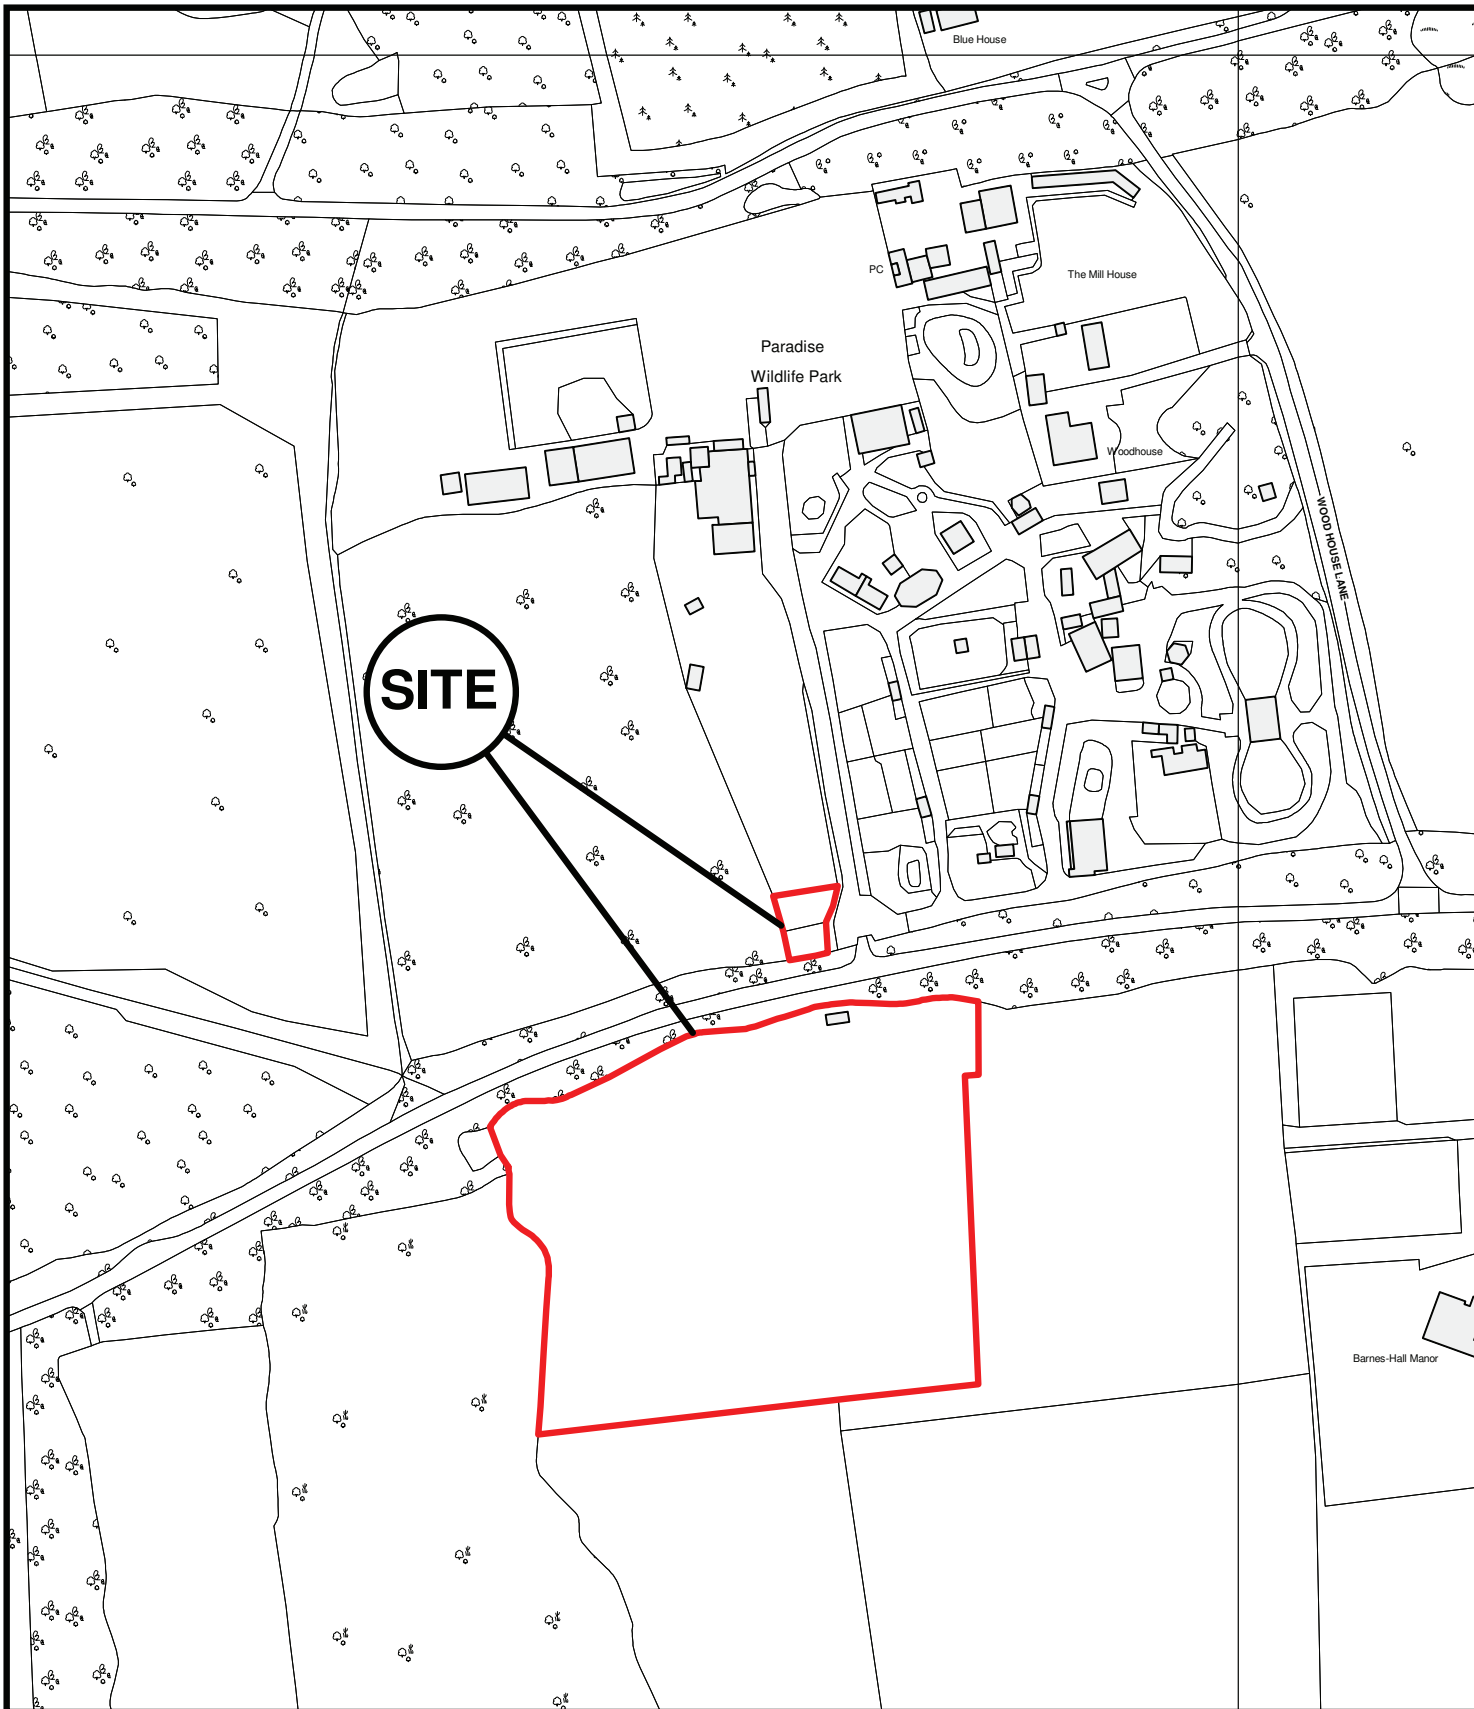 Blue House
PC
The Mill House
Paradise
Wildlife Park
Woodhouse
WOOD HOUSE LANE
SITE
Barnes-Hall Manor